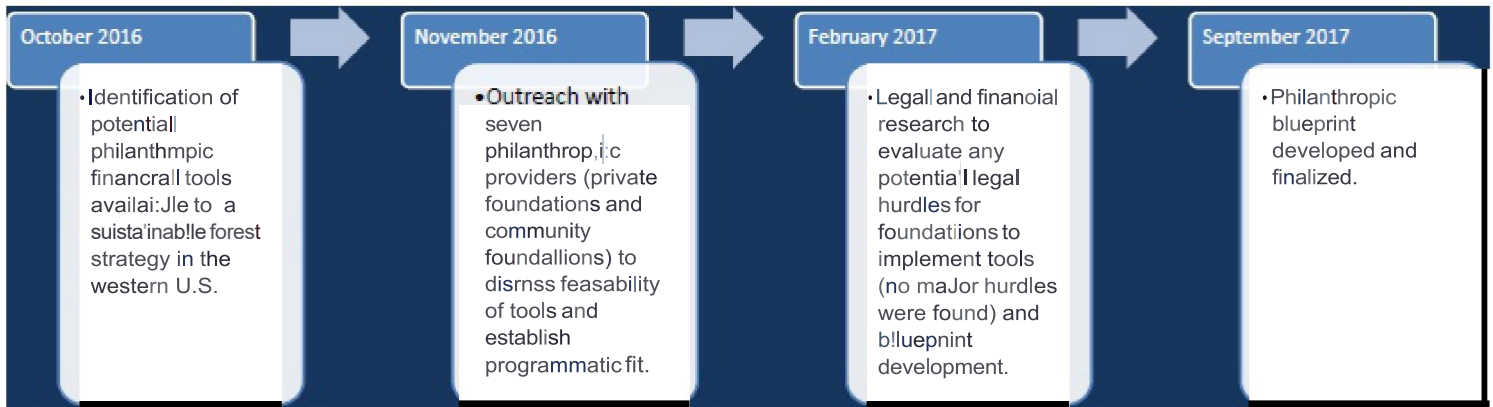 October 2016
•Identification of
potentiall
philanthmpic
financrall tools
availai:Jle to a
suista'inab!le forest
strategy in the
western U.S.
November 2016
•Outreach with
seven
philanthrop,i:c
providers (private
foundations and
community
foundallions) to
disrnss feasability
of tools and
establish
programmatic fit.
February 2017
•Legall and finanoial
research to
evaluate any
potentia'l legal
hurdles for
foundatiions to
implement tools
(no maJor hurdles
were found) and
b!luepnint
development.
September 2017
•Philanthropic
blueprint
developed and
finalized.